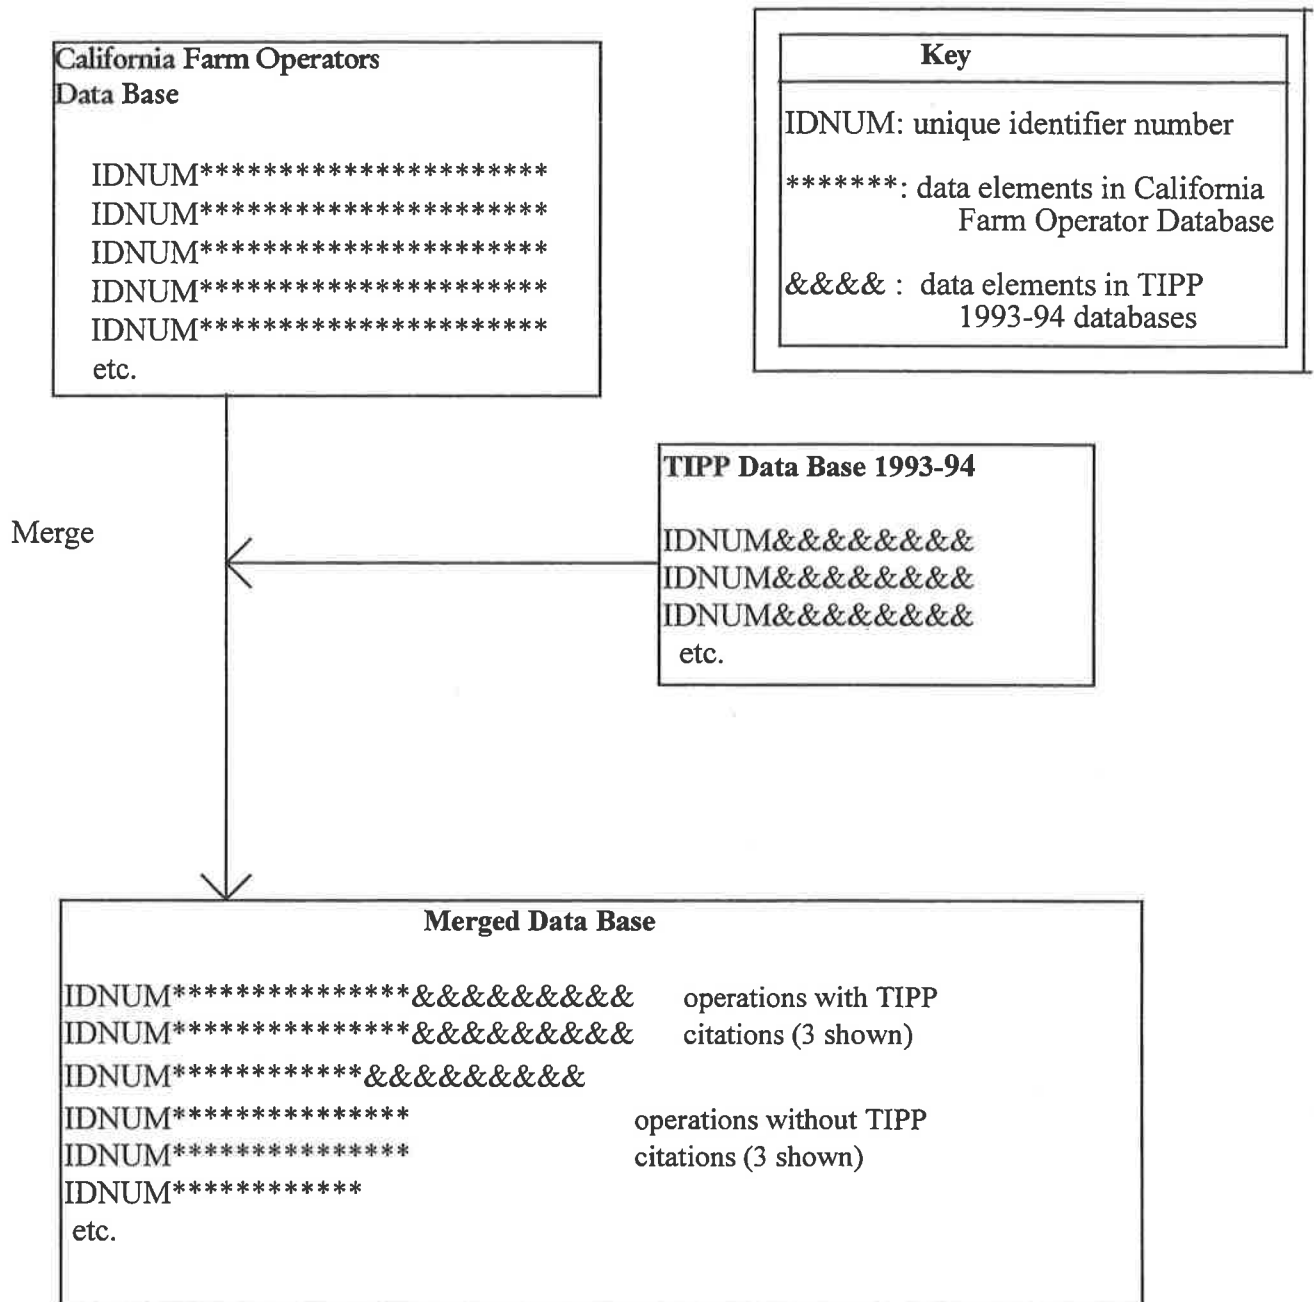 California Farm Operators
Data Base
IDNUM**********************
IDNUM**********************
IDNUM**********************
IDNUM**********************
IDNUM**********************
etc.
Key
IDNUM: unique identifier number
*******: data elements in California
Farm Operator Database
&&&& : data elements in TIPP
1993-94 databases
Merge
TIPP Data Base 1993-94
IDNUM&&&&&&&&
IDNUM&&&&&&&&
IDNUM&&&&&&&&
etc.
Merged Data Base
IDNUM***************&&&&&&&&& operations with TIPP
IDNUM***************&&&&&&&&& citations (3 shown)
IDNUM************&&&&&&&&&
IDNUM*************** operations without TIPP
IDNUM*************** citations (3 shown)
IDNUM************
etc.